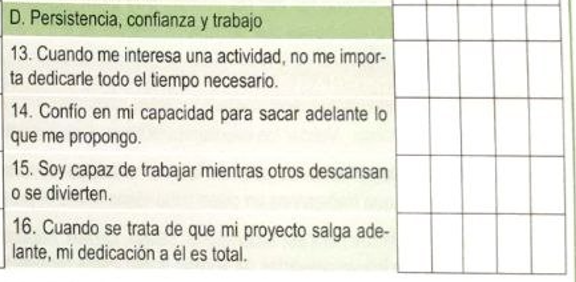 D. Persistencia, confianza y trabajo
13. Cuando me interesa una actividad, no me impor-
ta dedicarle todo el tiempo necesario.
14. Confío en mi capacidad para sacar adelante lo
que me propongo.
15. Soy capaz de trabajar mientras otros descansan
o se divierten.
16. Cuando se trata de que mi proyecto salga ade-
lante, mi dedicación a él es total.